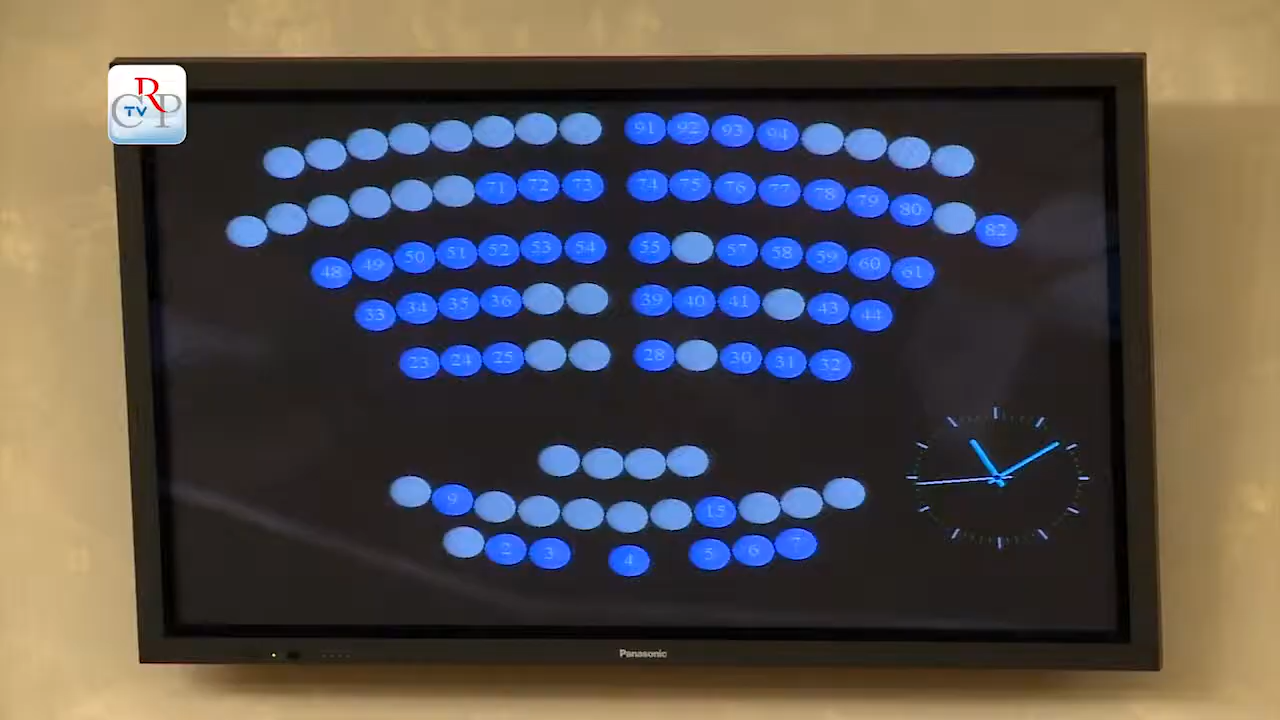 CRP
TV
91 92 93 94
71 72 73 74 75 76 77 78 79 80 82
48 49 50 51 52 53 54 55 57 58 59 60 61
33 34 35 36 39 40 41 43 44
23 24 25 28 30 31 32
9 15
2 3 4 5 6 7
Panasonic